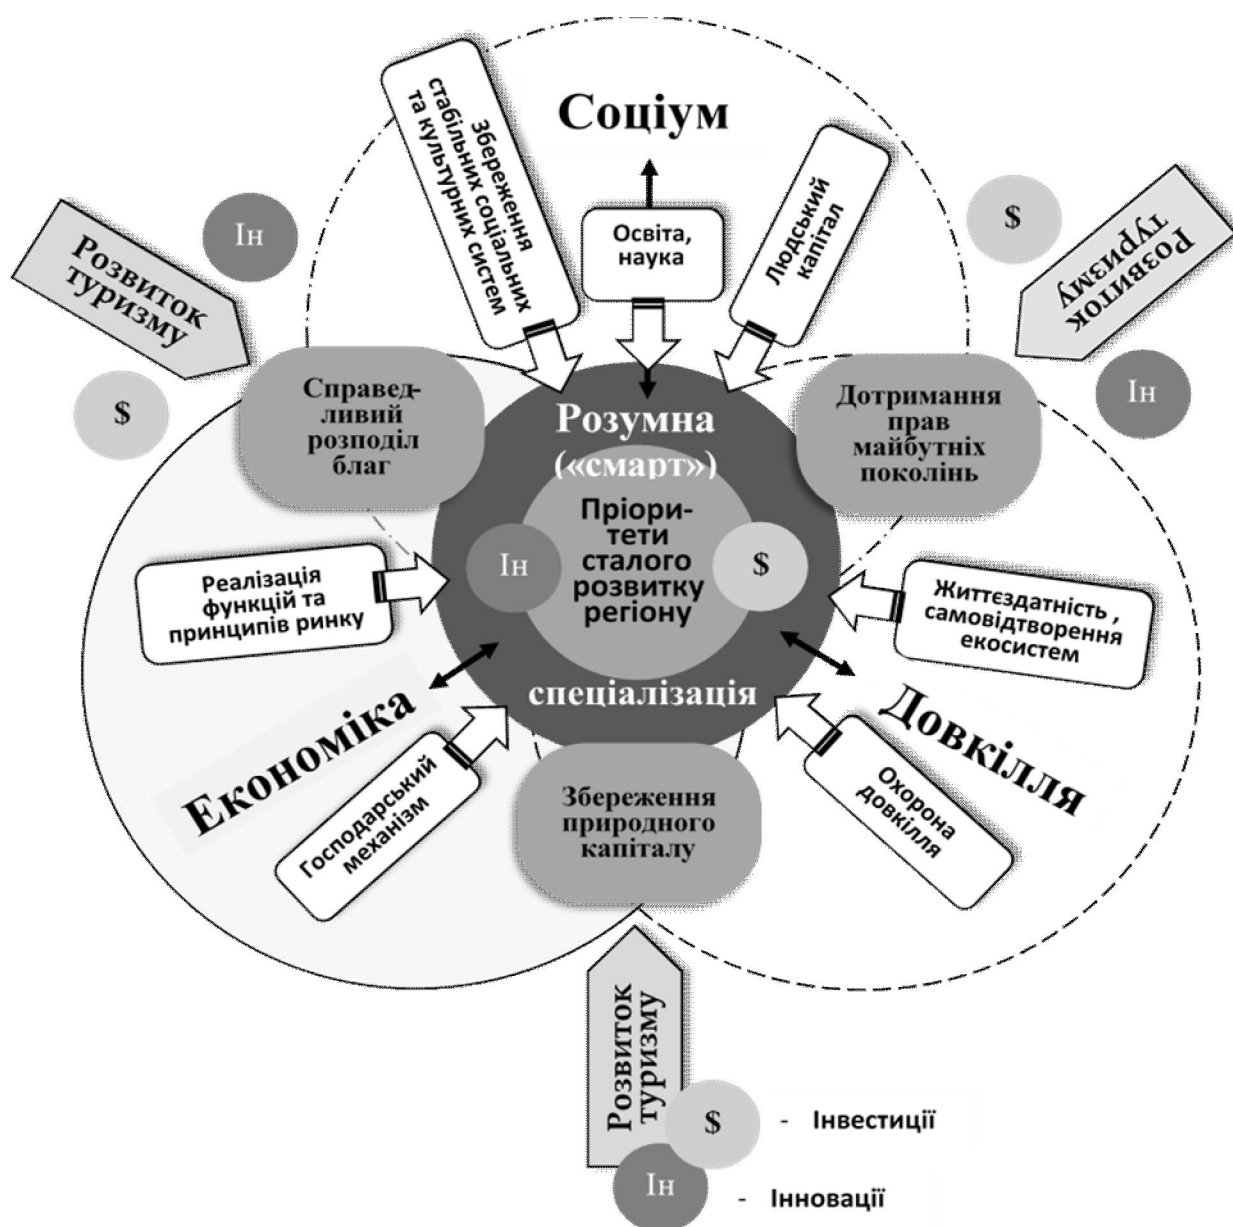 Соціум
Збереження
стабільних соціальних
та культурних систем
Освіта,
наука
Людський
капітал
Розвиток
туризму
Ін
$
$
Розвиток
туризму
Ін
Справед-
ливий
розподіл
благ
Розумна
(«смарт»)
Дотримання
прав
майбутніх
поколінь
Пріори-
тети
сталого
розвитку
регіону
Ін
$
спеціалізація
Реалізація
функцій та
принципів ринку
Життєздатність ,
самовідтворення
екосистем
Економіка
Довкілля
Господарський
механізм
Збереження
природного
капіталу
Охорона
довкілля
Розвиток
туризму
$ - Інвестиції
Ін - Інновації